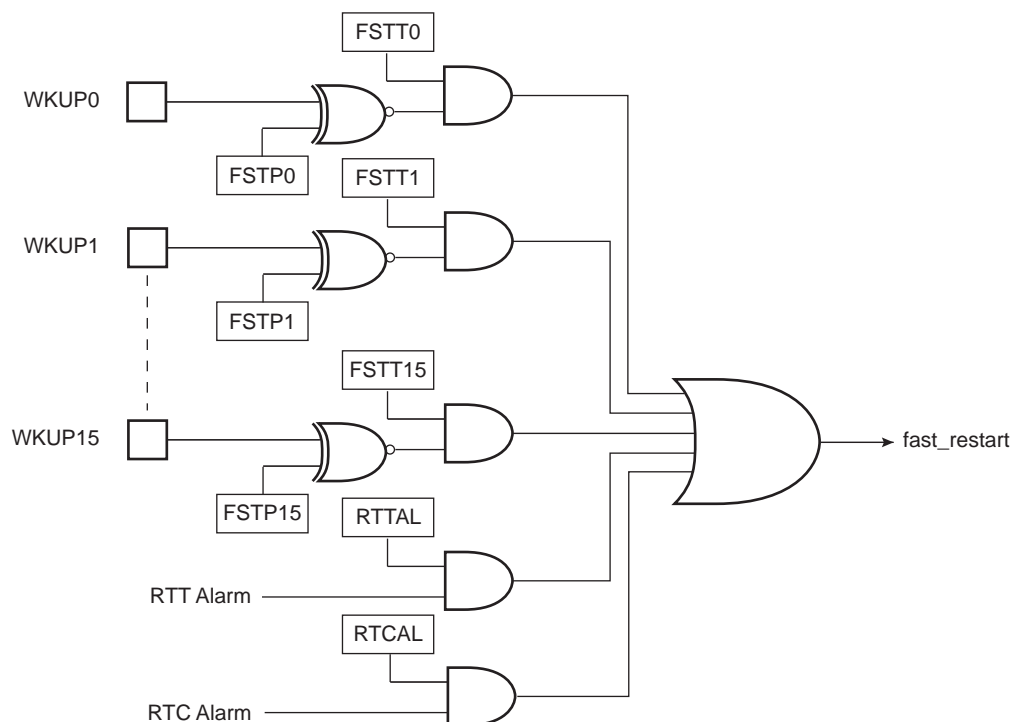 FSTT0
WKUP0
FSTP0
FSTT1
WKUP1
FSTP1
FSTT15
WKUP15
fast_restart
FSTP15
RTTAL
RTT Alarm
RTCAL
RTC Alarm